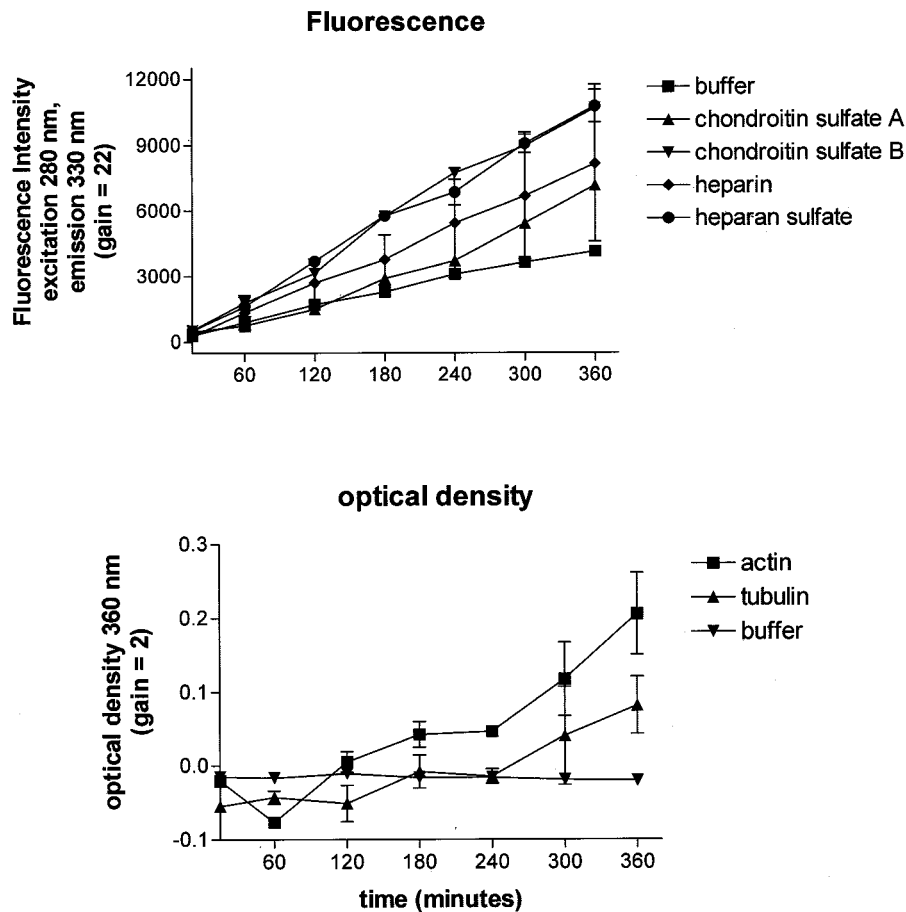 Fluorescence
Fluorescence Intensity
excitation 280 nm,
emission 330 nm
(gain = 22)
12000
9000
6000
3000
0
60 120 180 240 300 360
buffer
chondroitin sulfate A
chondroitin sulfate B
heparin
heparan sulfate
optical density
optical density 360 nm
(gain = 2)
0.3
0.2
0.1
0.0
-0.1
60 120 180 240 300 360
time (minutes)
actin
tubulin
buffer